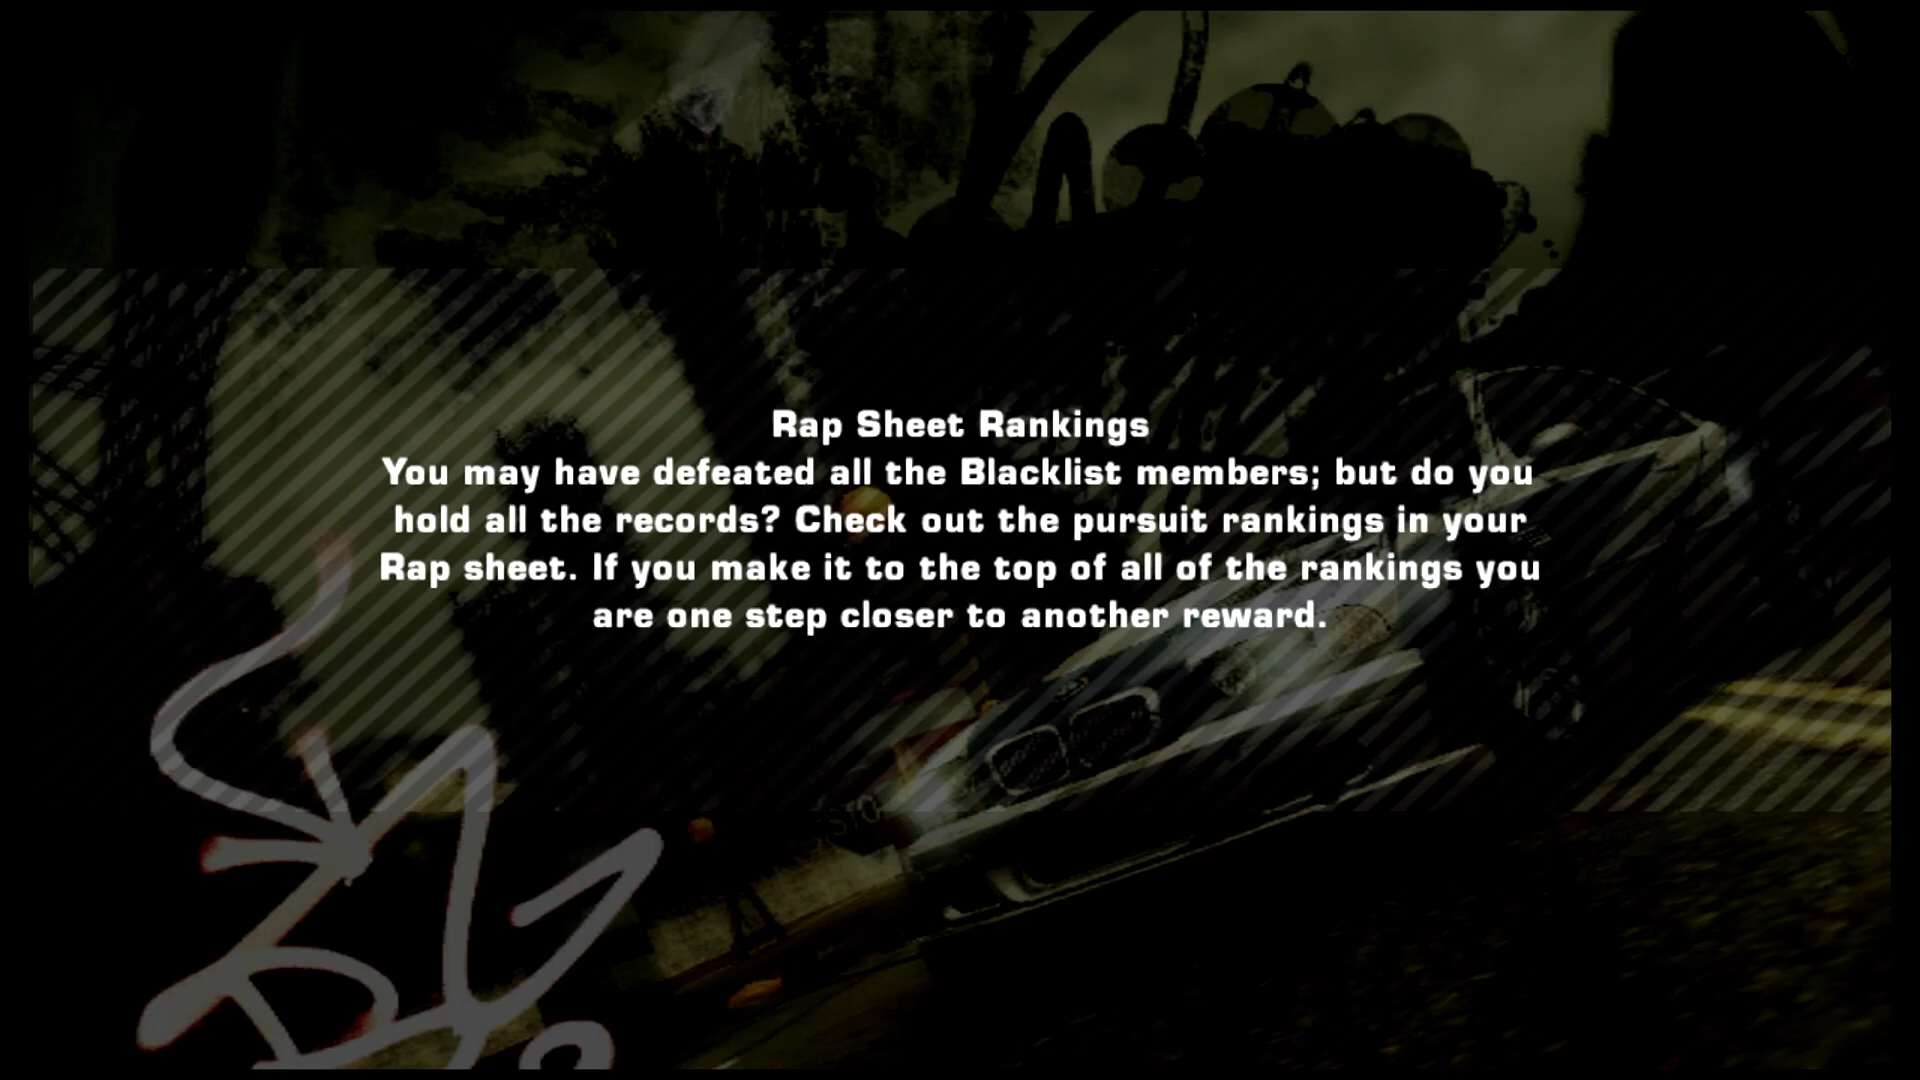 Rap Sheet Rankings
You may have defeated all the Blacklist members; but do you
hold all the records? Check out the pursuit rankings in your
Rap sheet. If you make it to the top of all of the rankings you
are one step closer to another reward.